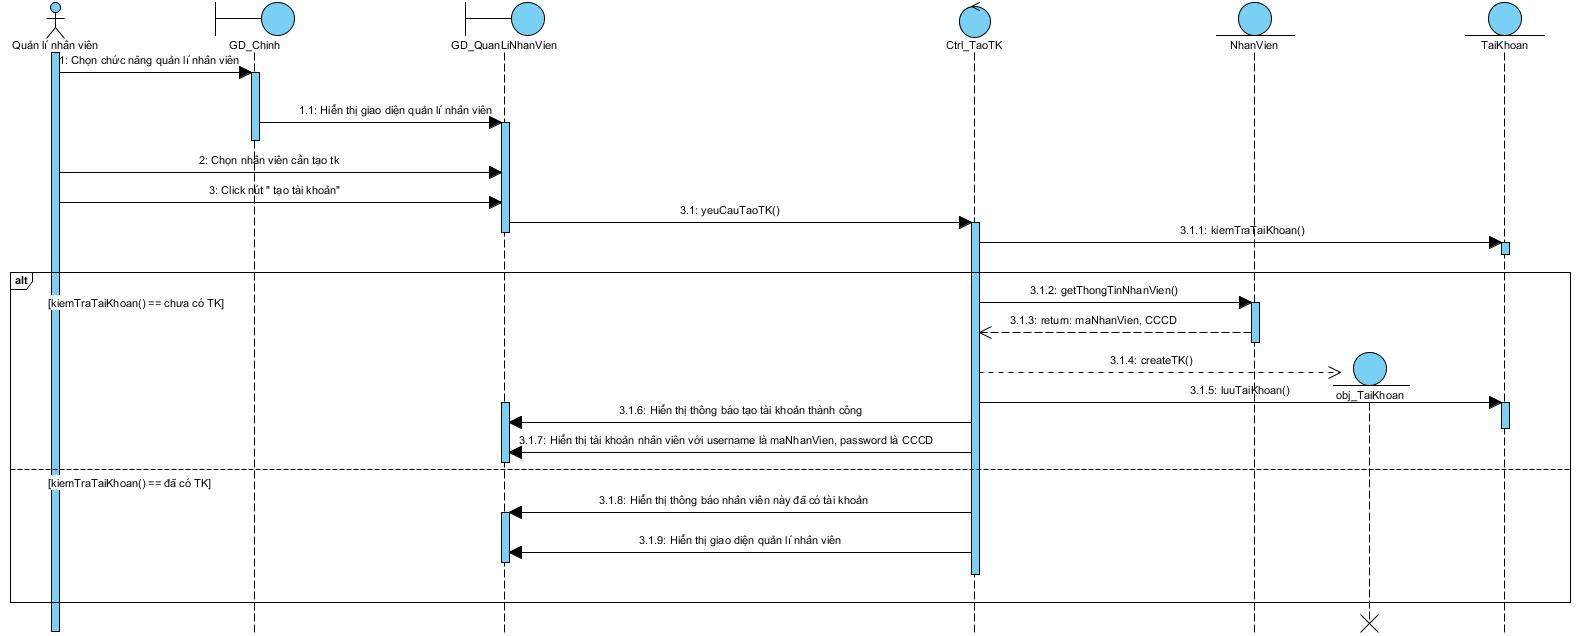 Quản lí nhân viên
GD_Chinh
GD_QuanLiNhanVien
Ctrl_TaoTK
NhanVien
TaiKhoan
1: Chọn chức năng quản lí nhân viên
1.1: Hiển thị giao diện quản lí nhân viên
2: Chọn nhân viên cần tạo tk
3: Click nút " tạo tài khoản"
3.1: yeuCauTaoTK()
3.1.1: kiemTraTaiKhoan()
alt
[kiemTraTaiKhoan() == chưa có TK]
3.1.2: getThongTinNhanVien()
3.1.3: return: maNhanVien, CCCD
3.1.4: createTK()
obj_TaiKhoan
3.1.5: luuTaiKhoan()
3.1.6: Hiển thị thông báo tạo tài khoản thành công
3.1.7: Hiển thị tài khoản nhân viên với username là maNhanVien, password là CCCD
[kiemTraTaiKhoan() == đã có TK]
3.1.8: Hiển thị thông báo nhân viên này đã có tài khoản
3.1.9: Hiển thị giao diện quản lí nhân viên